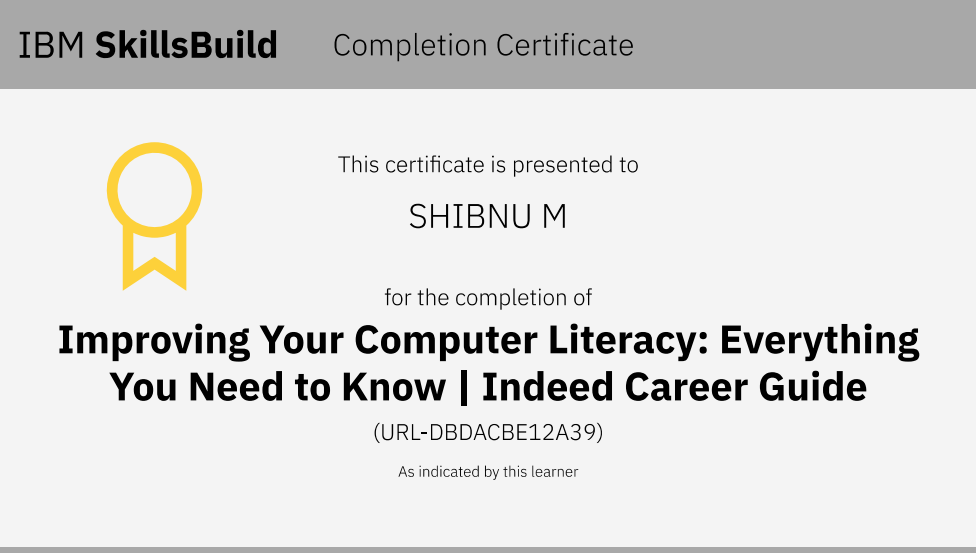 IBM SkillsBuild Completion Certificate
This certificate is presented to
SHIBNU M
for the completion of
Improving Your Computer Literacy: Everything
You Need to Know | Indeed Career Guide
(URL-DBDACBE12A39)
As indicated by this learner